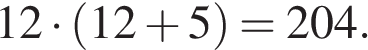 12 · (12 + 5) = 204.